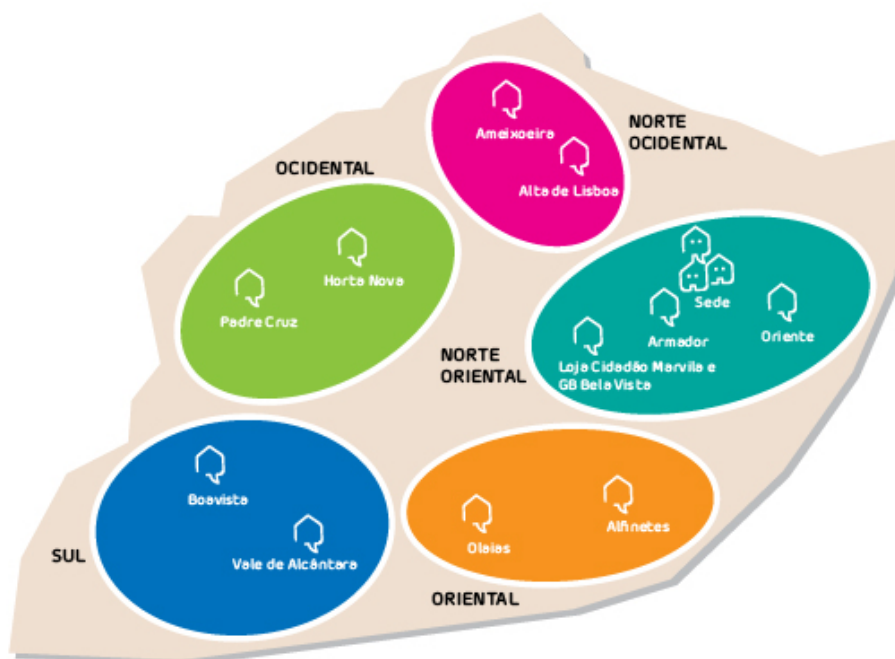 NORTE
OCIDENTAL
Ameixoeira
Alta de Lisboa
OCIDENTAL
Horta Nova
Padre Cruz
NORTE
ORIENTAL
Sede
Armador
Oriente
Loja Cidadão Marvila e
GB Bela Vista
SUL
Boavista
Vale de Alcântara
ORIENTAL
Olaias
Alfinetes